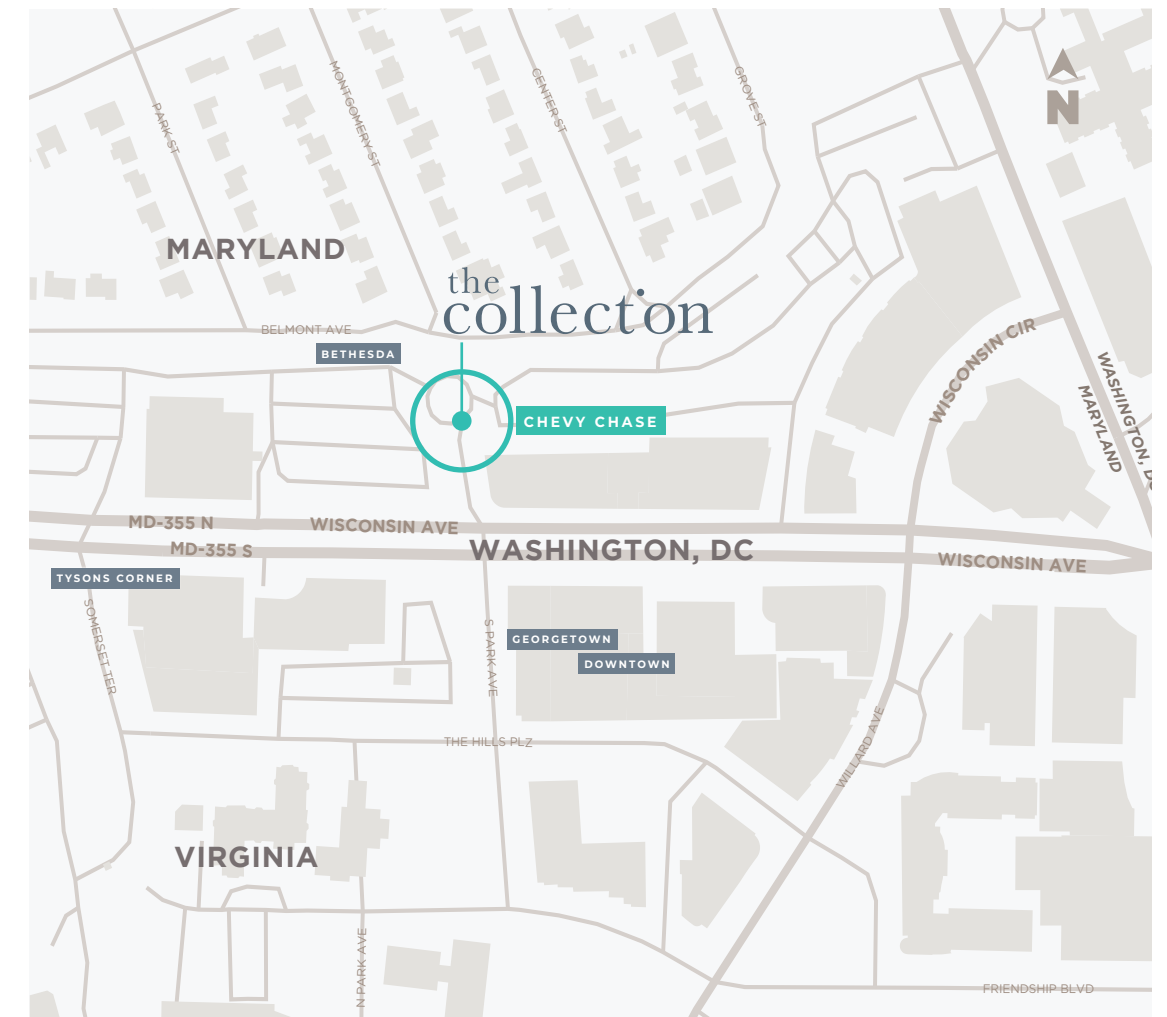 N
PARK ST
MONTGOMERY ST
CENTER ST
GROVE ST
MARYLAND
the
collection
BELMONT AVE
BETHESDA
CHEVY CHASE
WISCONSIN CIR
WASHINGTON, DC
MARYLAND
MD-355 N
WISCONSIN AVE
MD-355 S
WASHINGTON, DC
WISCONSIN AVE
TYSONS CORNER
SOMERSET TER
S PARK AVE
GEORGETOWN
DOWNTOWN
THE HILLS PLZ
WILLARD AVE
VIRGINIA
N PARK AVE
FRIENDSHIP BLVD